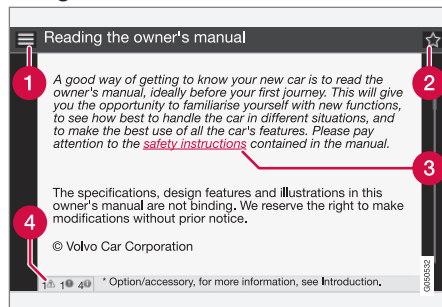 Reading the owner's manual
1
2
A good way of getting to know your new car is to read the
owner's manual, ideally before your first journey. This will give
you the opportunity to familiarise yourself with new functions,
to see how best to handle the car in different situations, and
to make the best use of all the car's features. Please pay
attention to the safety instructions contained in the manual.
3
The specifications, design features and illustrations in this
owner's manual are not binding. We reserve the right to make
modifications without prior notice.
4
© Volvo Car Corporation
1 1 4 * Option/accessory, for more information, see Introduction.
G050532